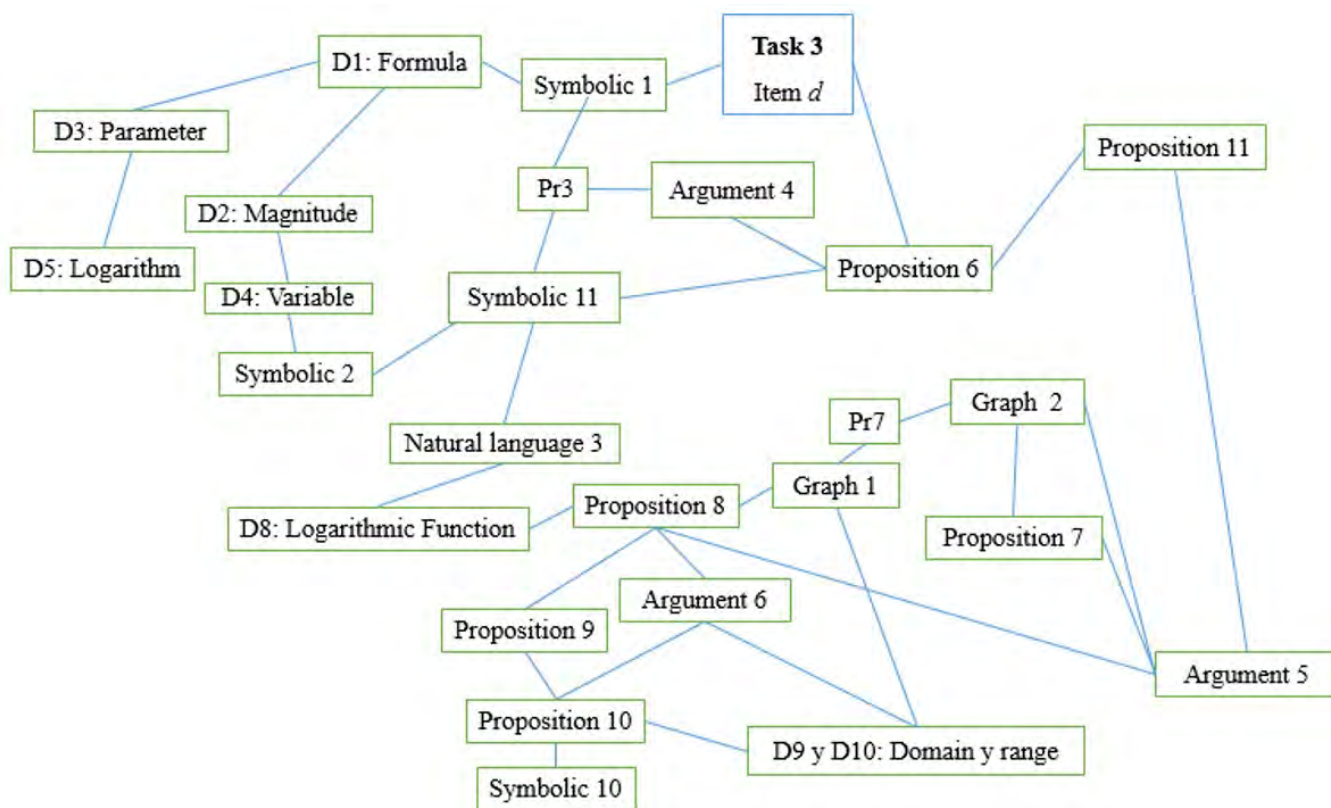 Task 3
Item d
D1: Formula
Symbolic 1
D3: Parameter
Proposition 11
Pr3
Argument 4
D2: Magnitude
D5: Logarithm
Proposition 6
D4: Variable
Symbolic 11
Symbolic 2
Graph 2
Pr7
Natural language 3
Graph 1
Proposition 8
D8: Logarithmic Function
Proposition 7
Argument 6
Proposition 9
Argument 5
Proposition 10
D9 y D10: Domain y range
Symbolic 10